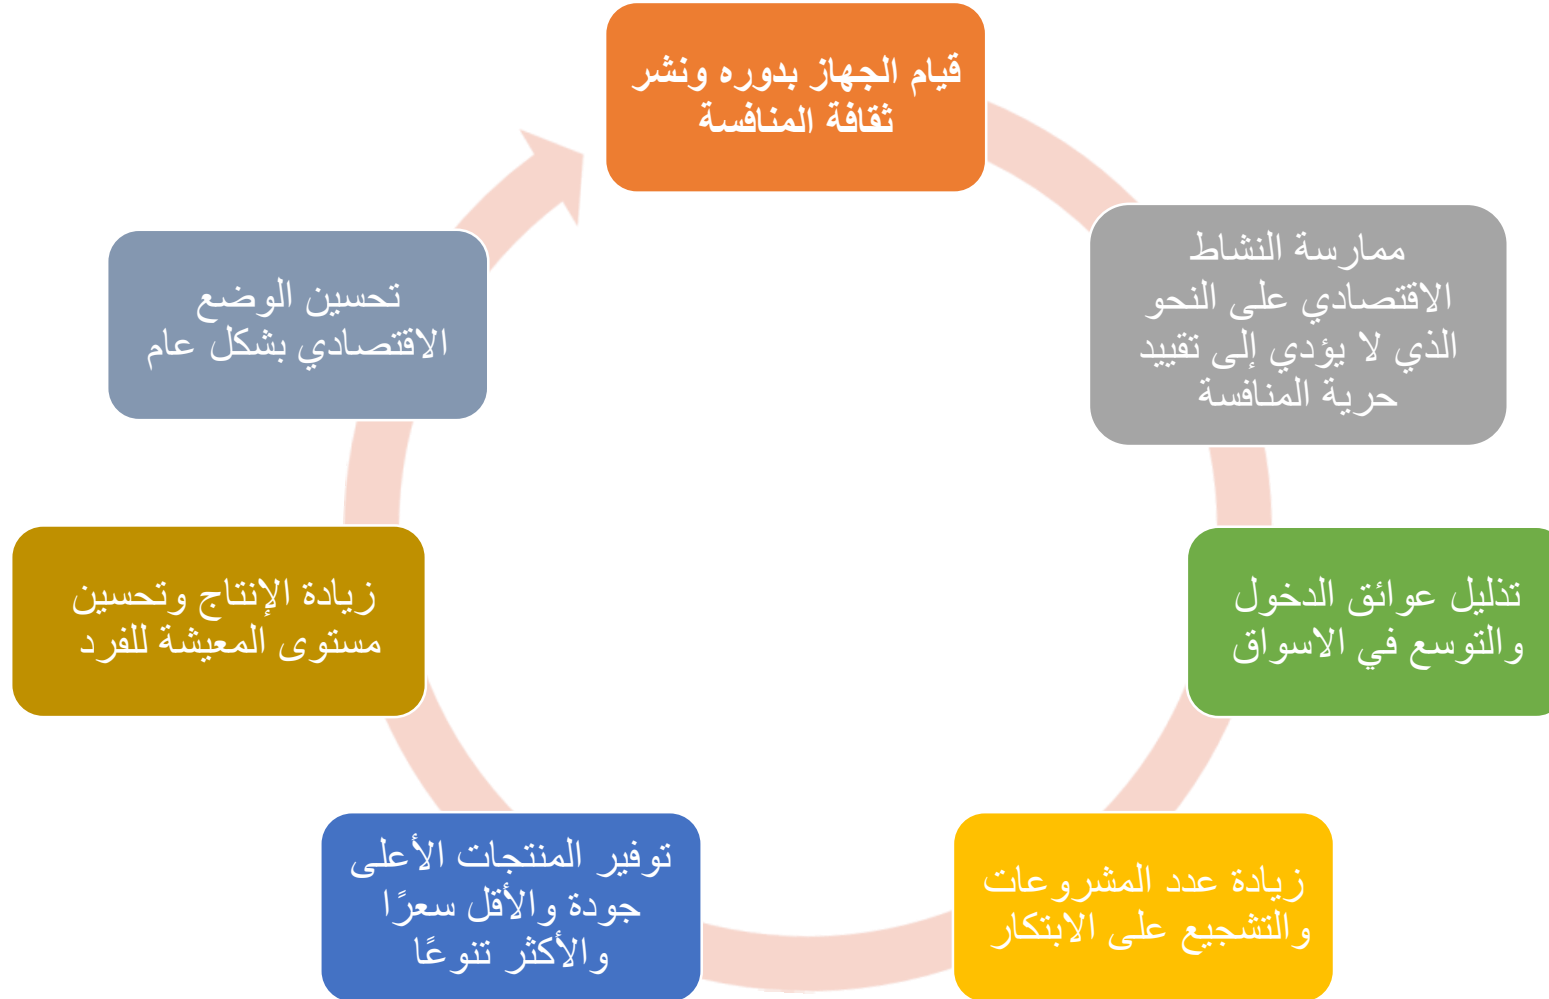 قيام الجهاز بدوره ونشر
ثقافة المنافسة
ممارسة النشاط
الاقتصادي على النحو
الذي لا يؤدي إلى تقييد
حرية المنافسة
تذليل عوائق الدخول
والتوسع في الاسواق
زيادة عدد المشروعات
والتشجيع على الابتكار
توفير المنتجات الأعلى
جودة والأقل سعرًا
والأكثر تنوعًا
زيادة الإنتاج وتحسين
مستوى المعيشة للفرد
تحسين الوضع
الاقتصادي بشكل عام